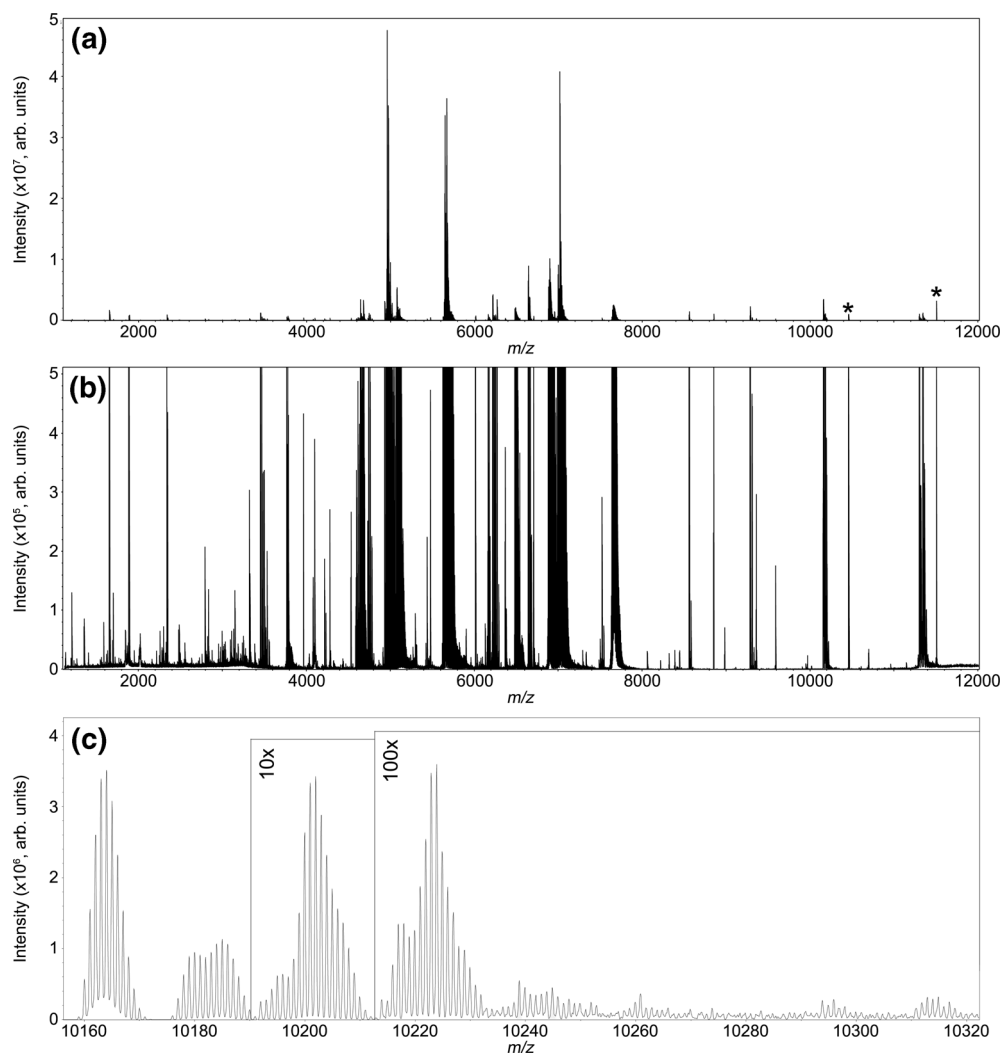 (a)
Intensity (x10⁷, arb. units)
5
4
3
2
1
0
*
*
2000 4000 6000 8000 10000 12000
m/z
(b)
Intensity (x10⁵, arb. units)
5
4
3
2
1
0
2000 4000 6000 8000 10000 12000
m/z
(c)
Intensity (x10⁶, arb. units)
10x
100x
4
3
2
1
0
10160 10180 10200 10220 10240 10260 10280 10300 10320
m/z